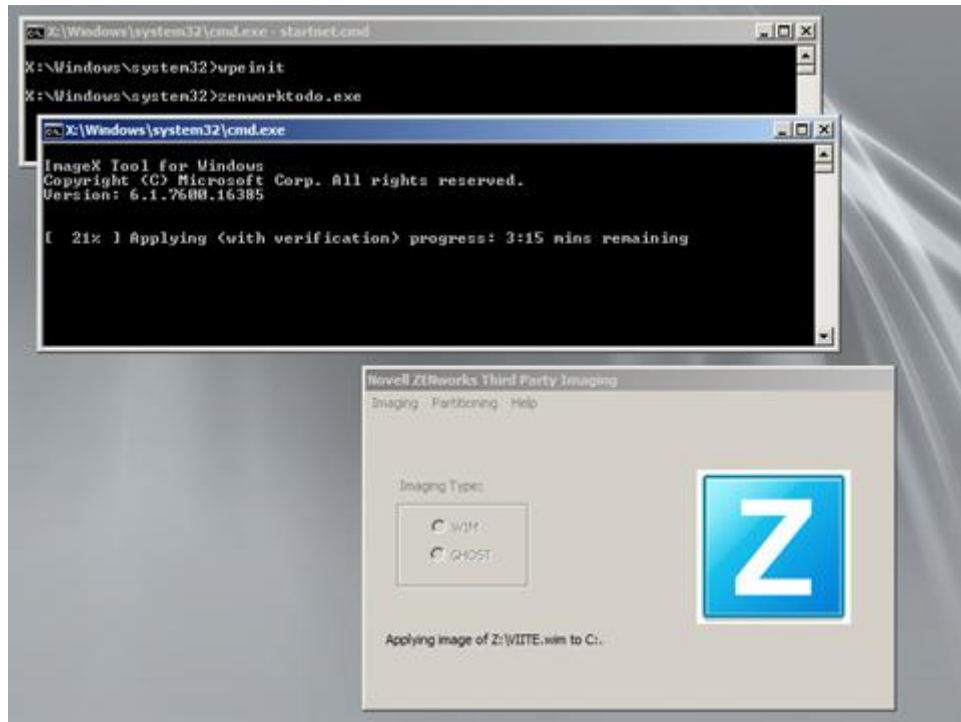 X:\Windows\system32\cmd.exe - startnet.cmd
X:\Windows\system32>wpeinit
X:\Windows\system32>zenworktodo.exe
X:\Windows\system32\cmd.exe
ImageX Tool for Windows
Copyright (C) Microsoft Corp. All rights reserved.
Version: 6.1.7600.16385
[  21% ] Applying (with verification) progress: 3:15 mins remaining
Novell ZENworks Third Party Imaging
Imaging Partitioning Help
Imaging Type:
WIM
GHOST
Z
Applying image of Z:\VIITE.wim to C:.